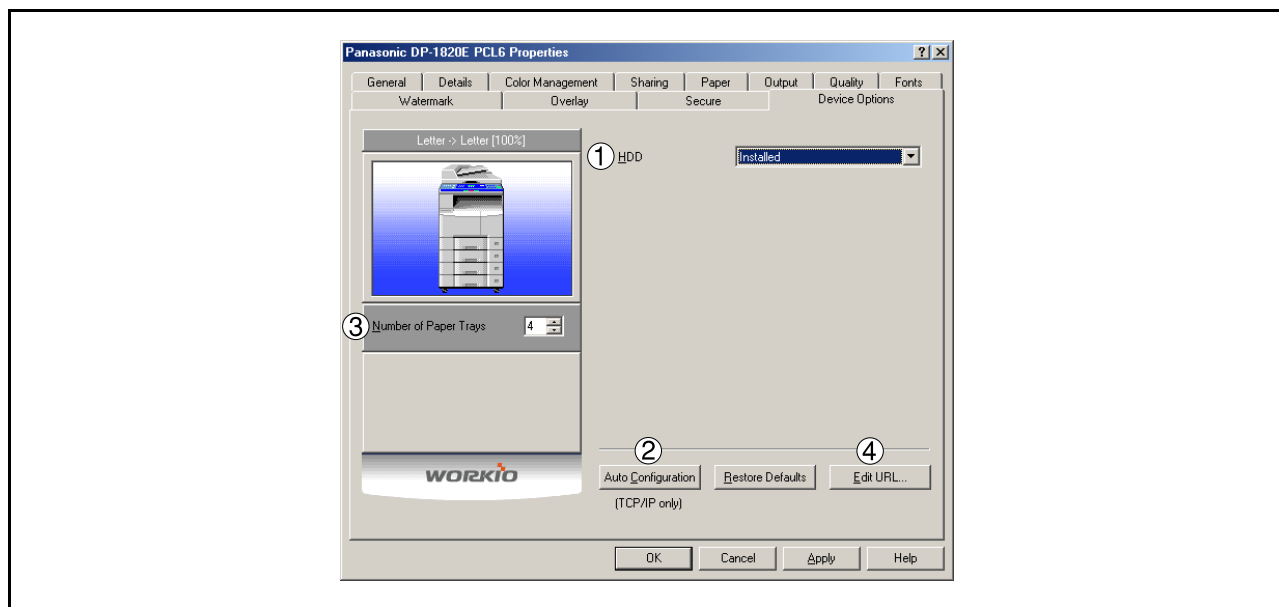 Panasonic DP-1820E PCL6 Properties
General Details Color Management Sharing Paper Output Quality Fonts
Watermark Overlay Secure Device Options
Letter -> Letter [100%]
① HDD Installed
③ Number of Paper Trays 4
② ④
WORKiO
Auto Configuration Restore Defaults Edit URL...
(TCP/IP only)
OK Cancel Apply Help